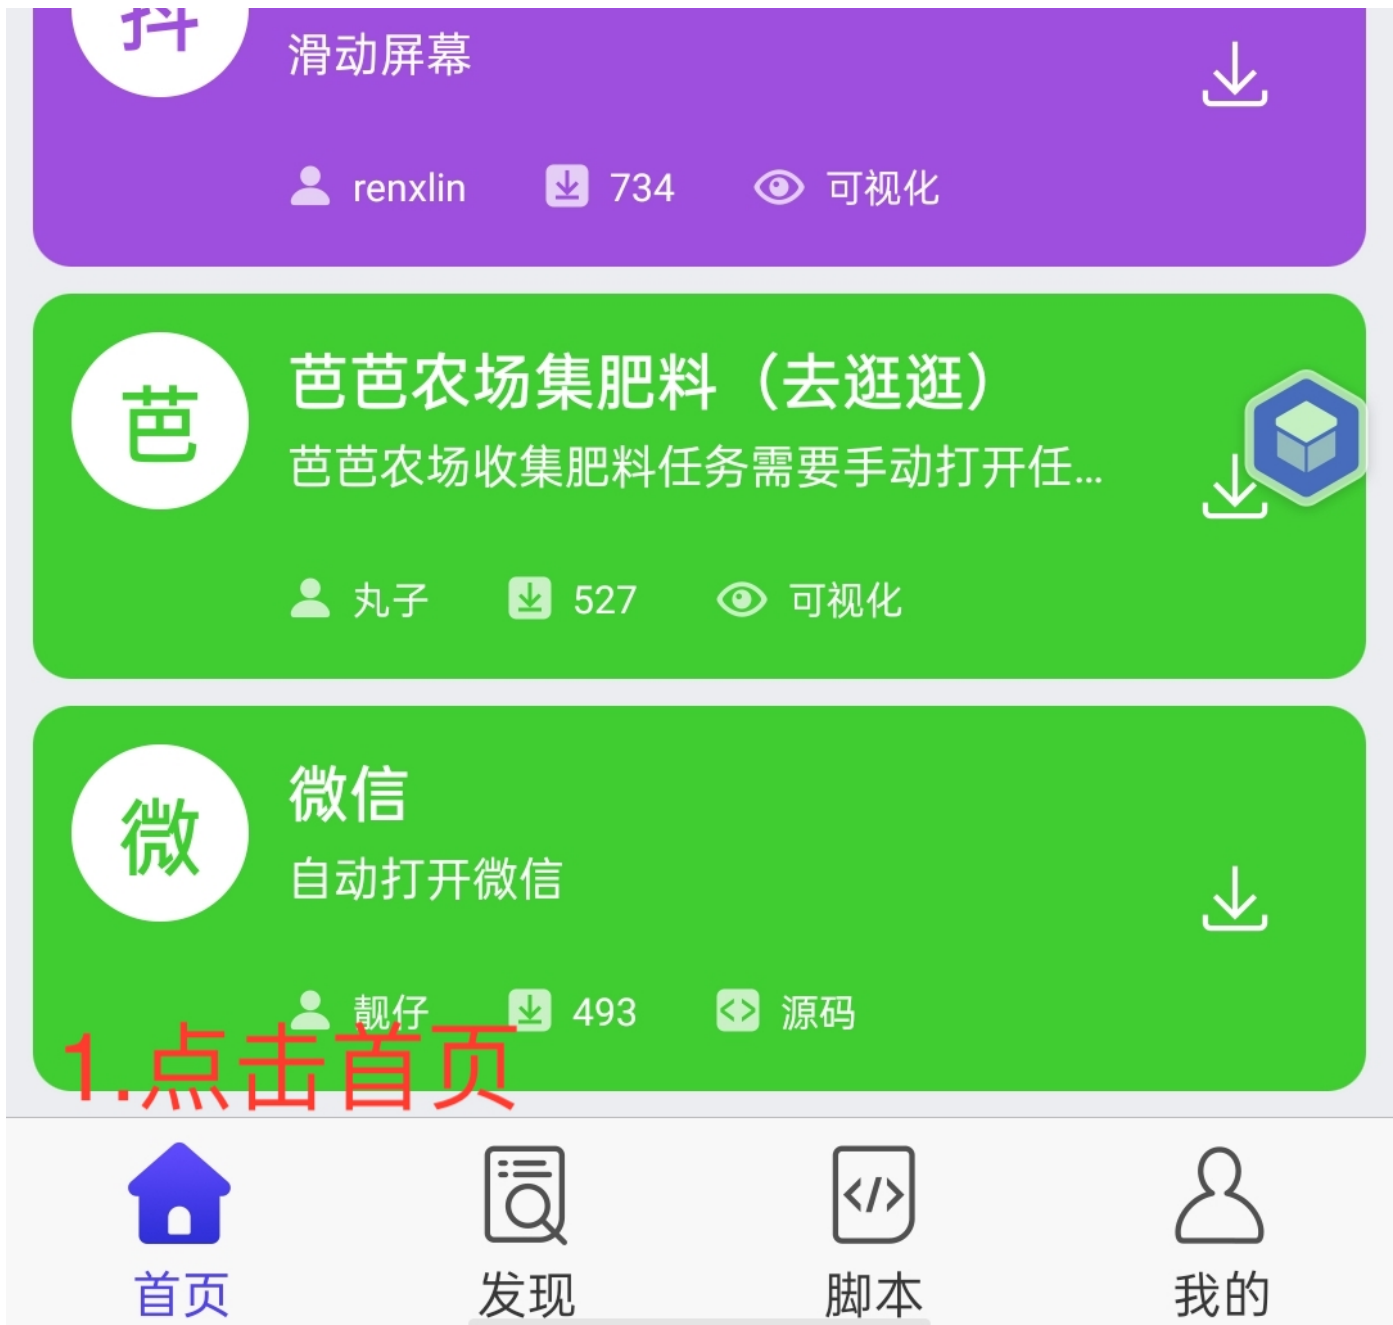 抖
滑动屏幕
renxlin 734 可视化
芭
芭芭农场集肥料（去逛逛）
芭芭农场收集肥料任务需要手动打开任...
丸子 527 可视化
微
微信
自动打开微信
靓仔 493 源码
1.点击首页
首页 发现 脚本 我的